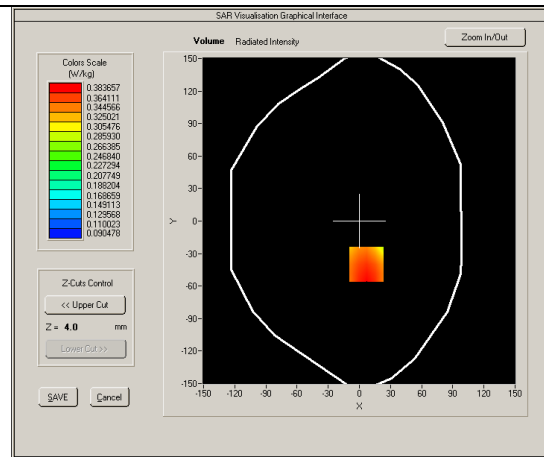 SAR Visualisation Graphical Interface
Volume Radiated Intensity
Zoom In/Out
Colors Scale
(W/kg)
0.383657
0.364111
0.344566
0.325021
0.305476
0.285930
0.266385
0.246840
0.227294
0.207749
0.188204
0.168659
0.149113
0.129568
0.110023
0.090478
Z-Cuts Control
<< Upper Cut
Z = 4.0 mm
Lower Cut >>
SAVE Cancel
150
120
90
60
30
0
-30
-60
-90
-120
-150
Y
-150 -120 -90 -60 -30 0 30 60 90 120 150
X